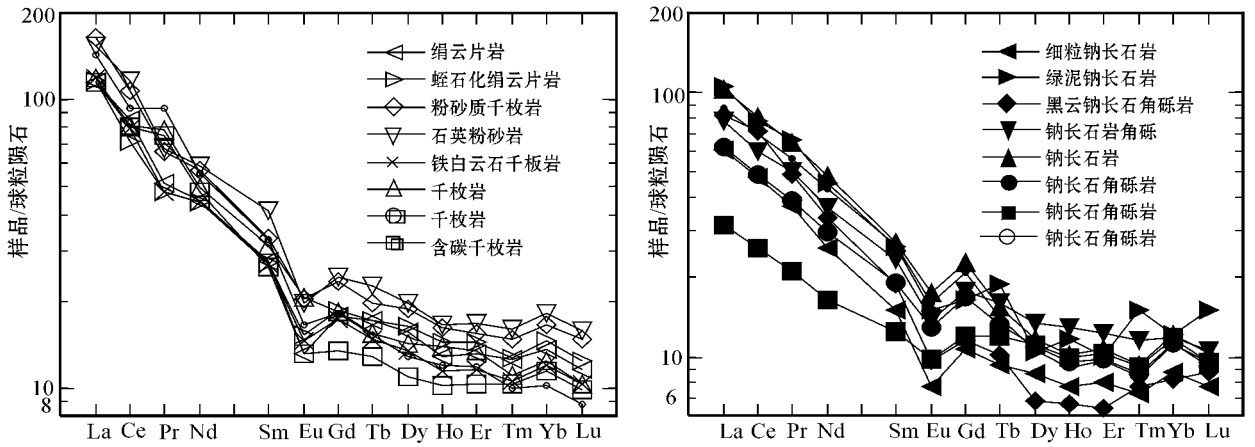 200
100
10
8
样品/球粒陨石
绢云片岩
蛭石化绢云片岩
粉砂质千枚岩
石英粉砂岩
铁白云石千板岩
千枚岩
千枚岩
含碳千枚岩
La Ce Pr Nd Sm Eu Gd Tb Dy Ho Er Tm Yb Lu
200
100
10
8
6
样品/球粒陨石
细粒钠长石岩
绿泥钠长石岩
黑云钠长石角砾岩
钠长石岩角砾
钠长石岩
钠长石角砾岩
钠长石角砾岩
钠长石角砾岩
La Ce Pr Nd Sm Eu Gd Tb Dy Ho Er Tm Yb Lu